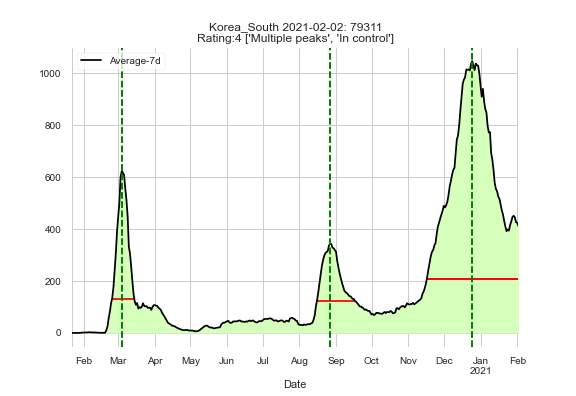 Korea_South 2021-02-02: 79311
Rating:4 ['Multiple peaks', 'In control']
Average-7d
1000
800
600
400
200
0
Feb Mar Apr May Jun Jul Aug Sep Oct Nov Dec Jan Feb
2021
Date